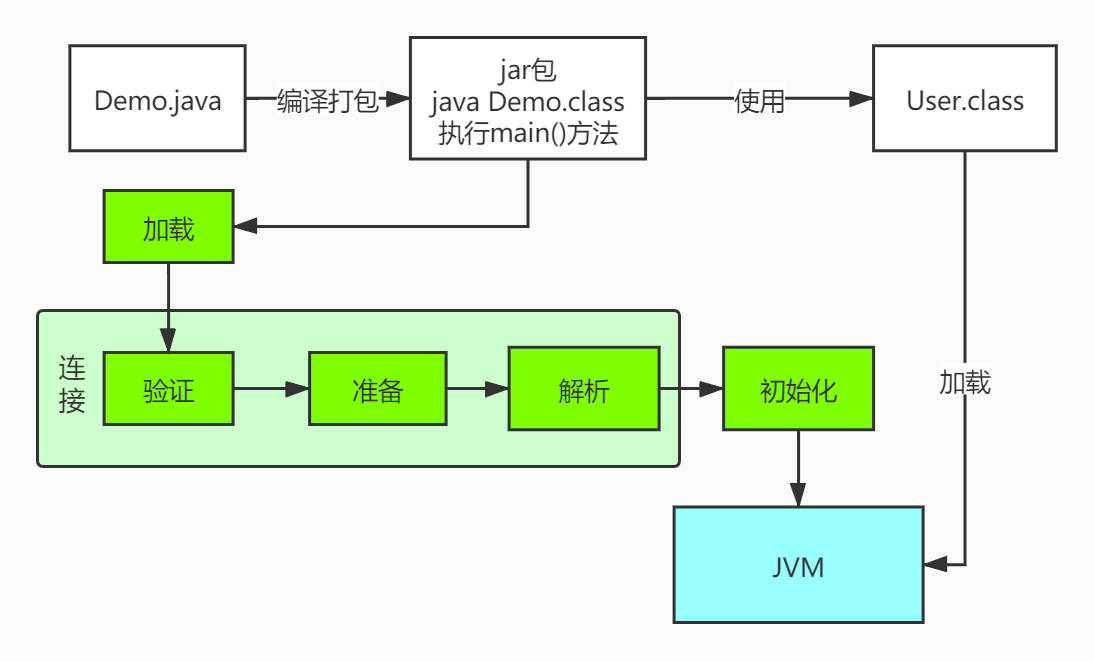 Demo.java
编译打包
jar包
java Demo.class
执行main()方法
使用
User.class
加载
连
接
验证
准备
解析
初始化
加载
JVM